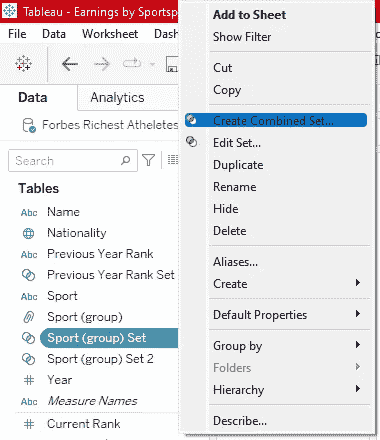 Tableau - Earnings by Sportsp
File Data Worksheet Dash
Data Analytics
Forbes Richest Atheletes
Search
Tables
Abc Name
Nationality
Abc Previous Year Rank
Previous Year Rank Set
Abc Sport
Sport (group)
Sport (group) Set
Sport (group) Set 2
# Year
Abc Measure Names
# Current Rank
Add to Sheet
Show Filter
Cut
Copy
Create Combined Set...
Edit Set...
Duplicate
Rename
Hide
Delete
Aliases...
Create
Default Properties
Group by
Folders
Hierarchy
Describe...